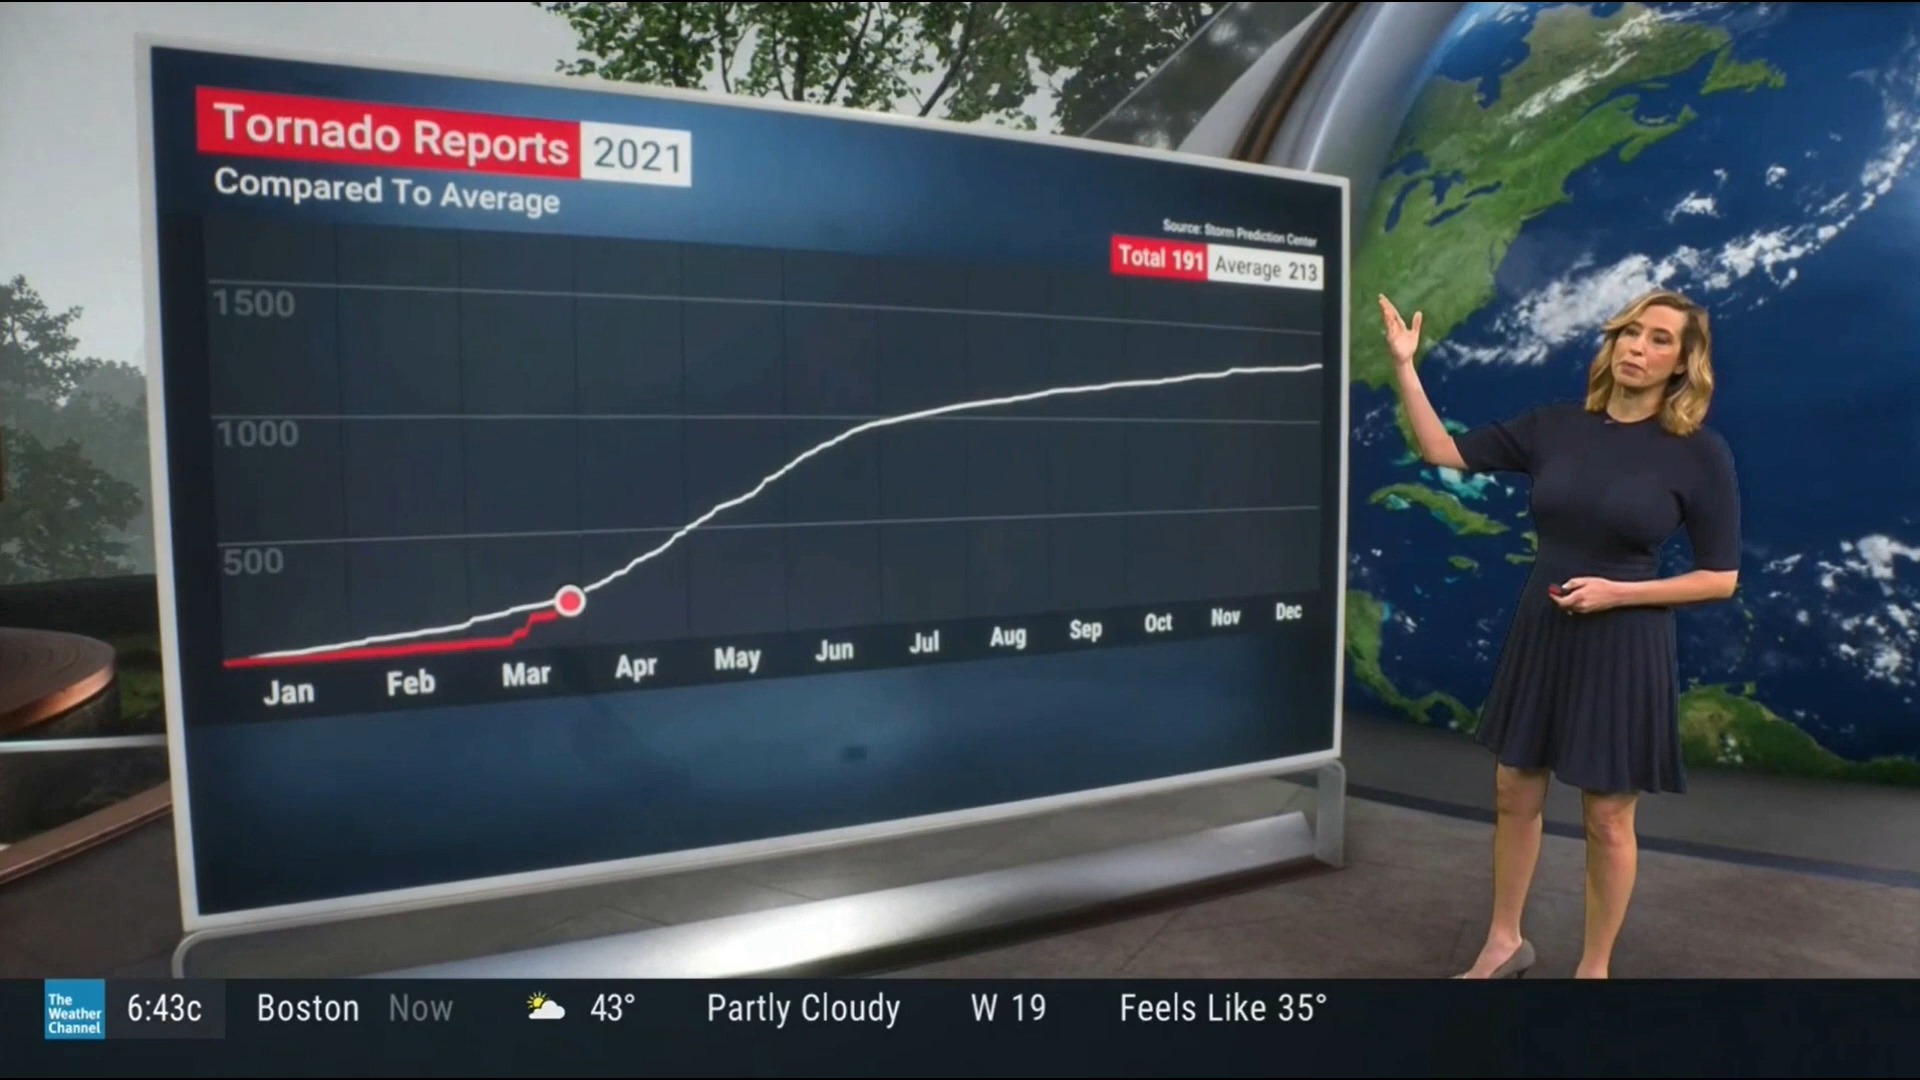 Tornado Reports 2021
Compared To Average
Source: Storm Prediction Center
Total 191 Average 213
1500
1000
500
Jan Feb Mar Apr May Jun Jul Aug Sep Oct Nov Dec
The
Weather
Channel
6:43c Boston Now 43° Partly Cloudy W 19 Feels Like 35°